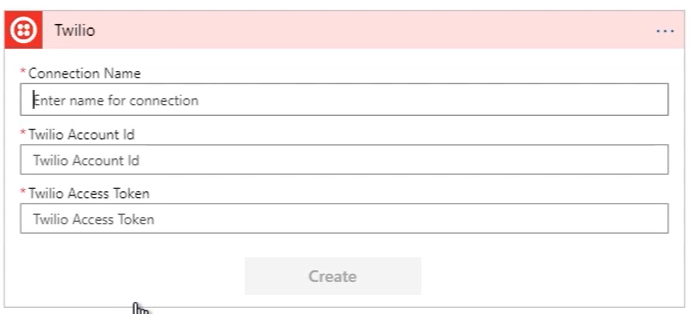 Twilio
* Connection Name
Enter name for connection
* Twilio Account Id
Twilio Account Id
* Twilio Access Token
Twilio Access Token
Create